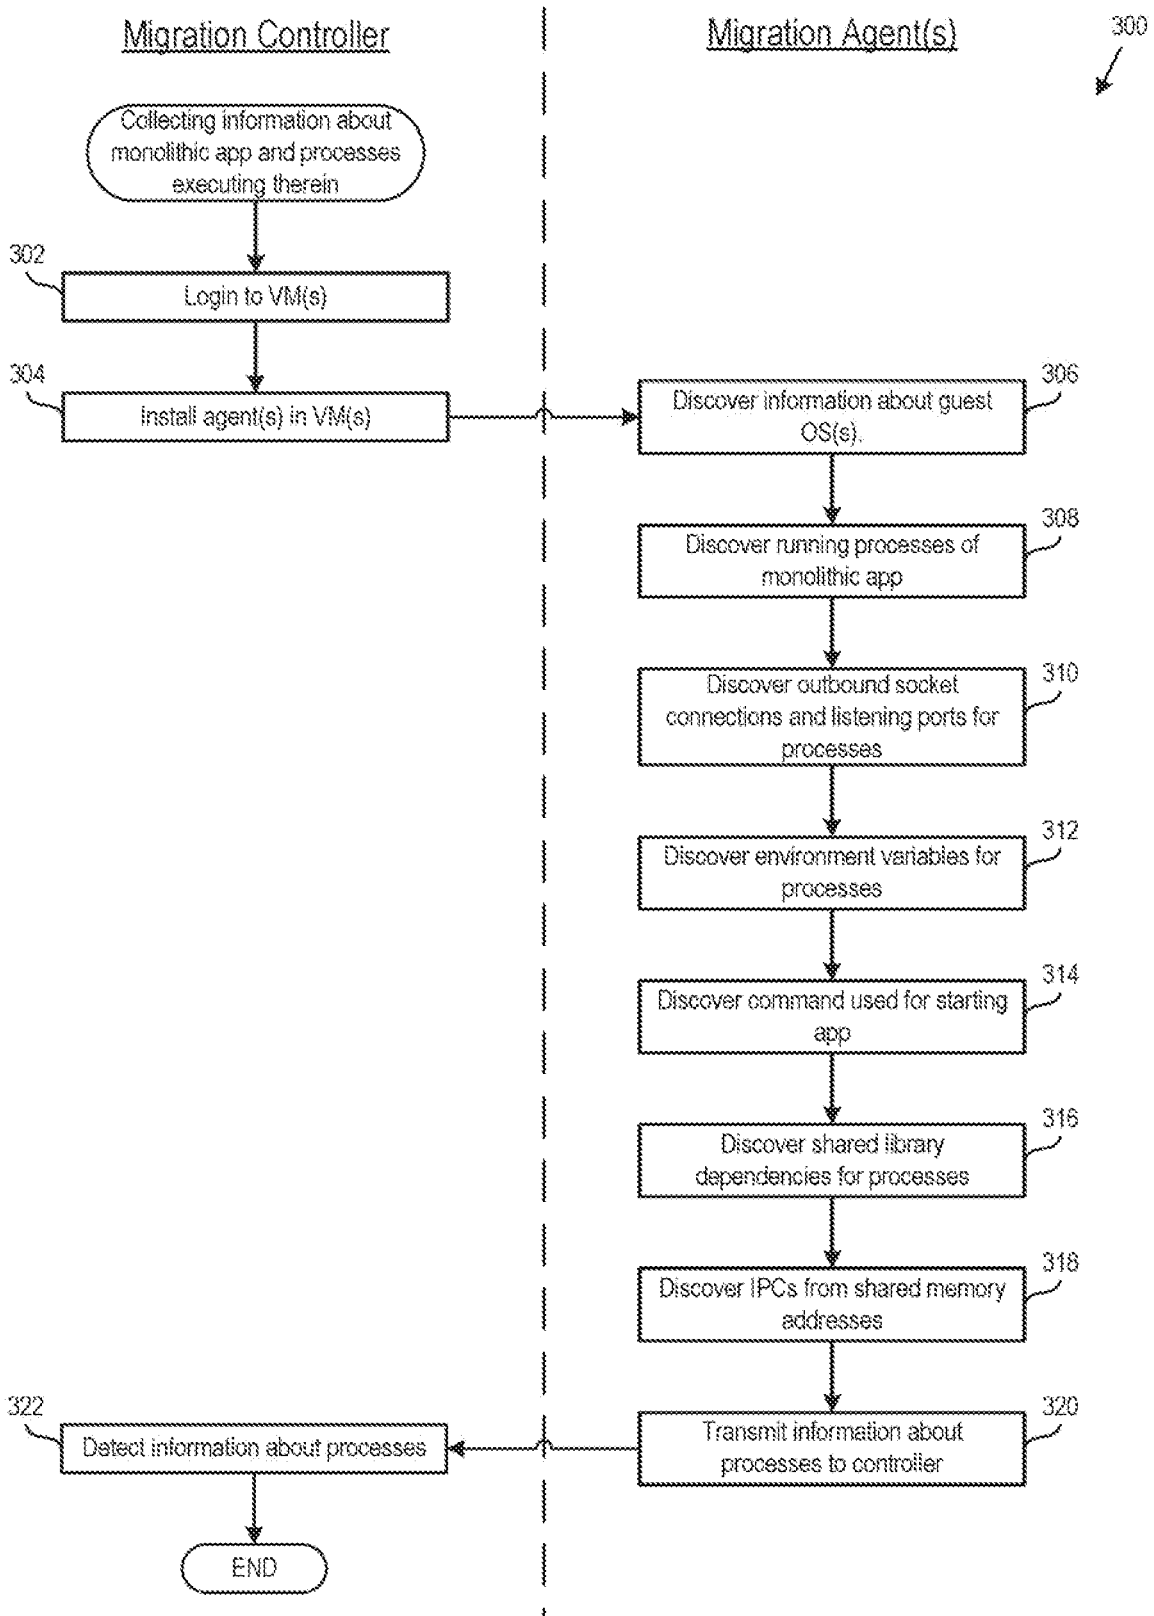 Migration Controller
Migration Agent(s)
300
Collecting information about
monolithic app and processes
executing therein
302
Login to VM(s)
304
Install agent(s) in VM(s)
306
Discover information about guest
OS(s).
308
Discover running processes of
monolithic app
310
Discover outbound socket
connections and listening ports for
processes
312
Discover environment variables for
processes
314
Discover command used for starting
app
316
Discover shared library
dependencies for processes
318
Discover IPCs from shared memory
addresses
320
Transmit information about
processes to controller
322
Detect information about processes
END